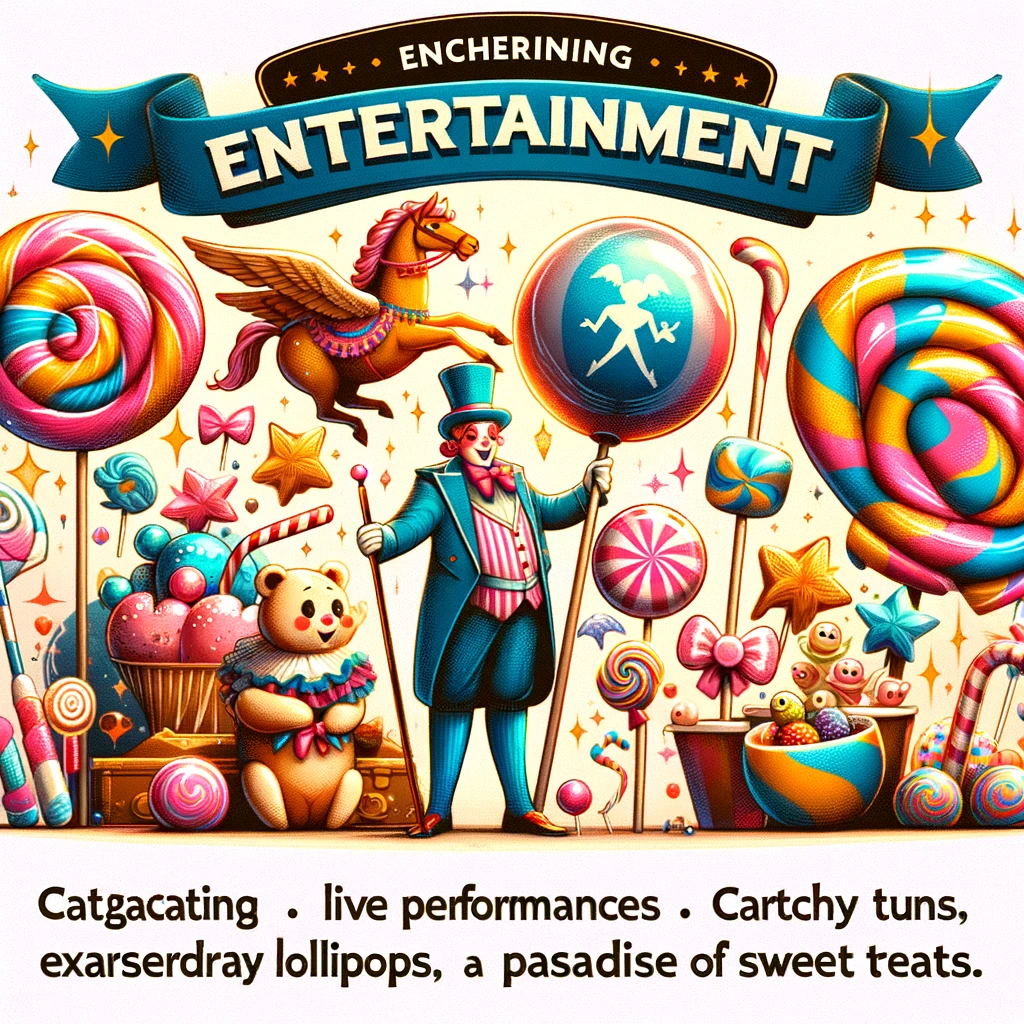 ENCHERINING
ENTERTAINMENT
Catgacating . live performances . Cartchy tuns,
exarserdray lollipops, a pasadise of sweet teats.